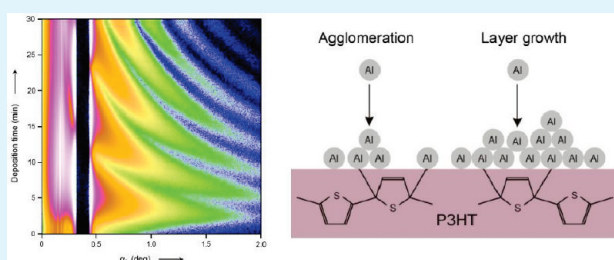 Deposition time (min)
30
25
20
15
10
5
0
0
0.5
1.0
1.5
2.0
(deg)
Agglomeration
Layer growth
Al
Al
Al
Al
Al Al Al Al
Al Al Al
Al Al Al Al Al Al
S
S
S
S
P3HT